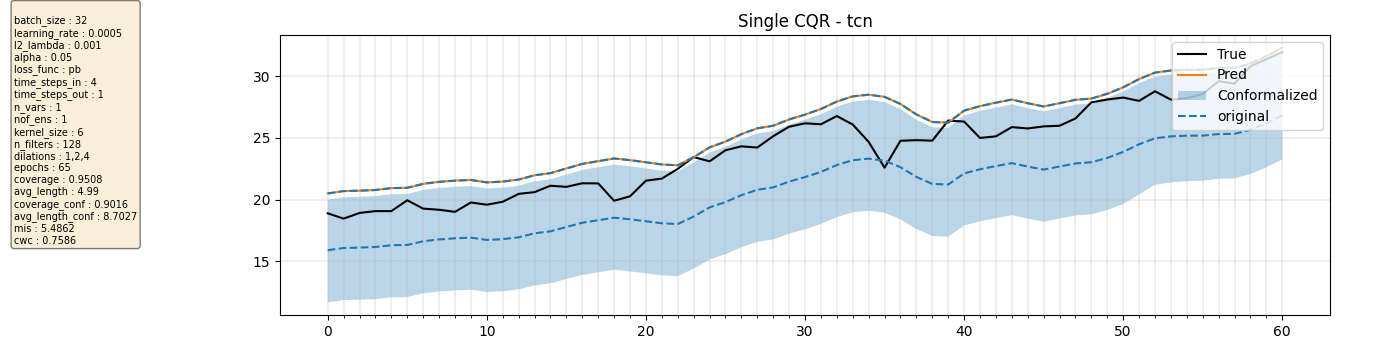 batch_size : 32
learning_rate : 0.0005
l2_lambda : 0.001
alpha : 0.05
loss_func : pb
time_steps_in : 4
time_steps_out : 1
n_vars : 1
nof_ens : 1
kernel_size : 6
n_filters : 128
dilations : 1,2,4
epochs : 65
coverage : 0.9508
avg_length : 4.99
coverage_conf : 0.9016
avg_length_conf : 8.7027
mis : 5.4862
cwc : 0.7586
Single CQR - tcn
True
Pred
Conformalized
original
30
25
20
15
0 10 20 30 40 50 60